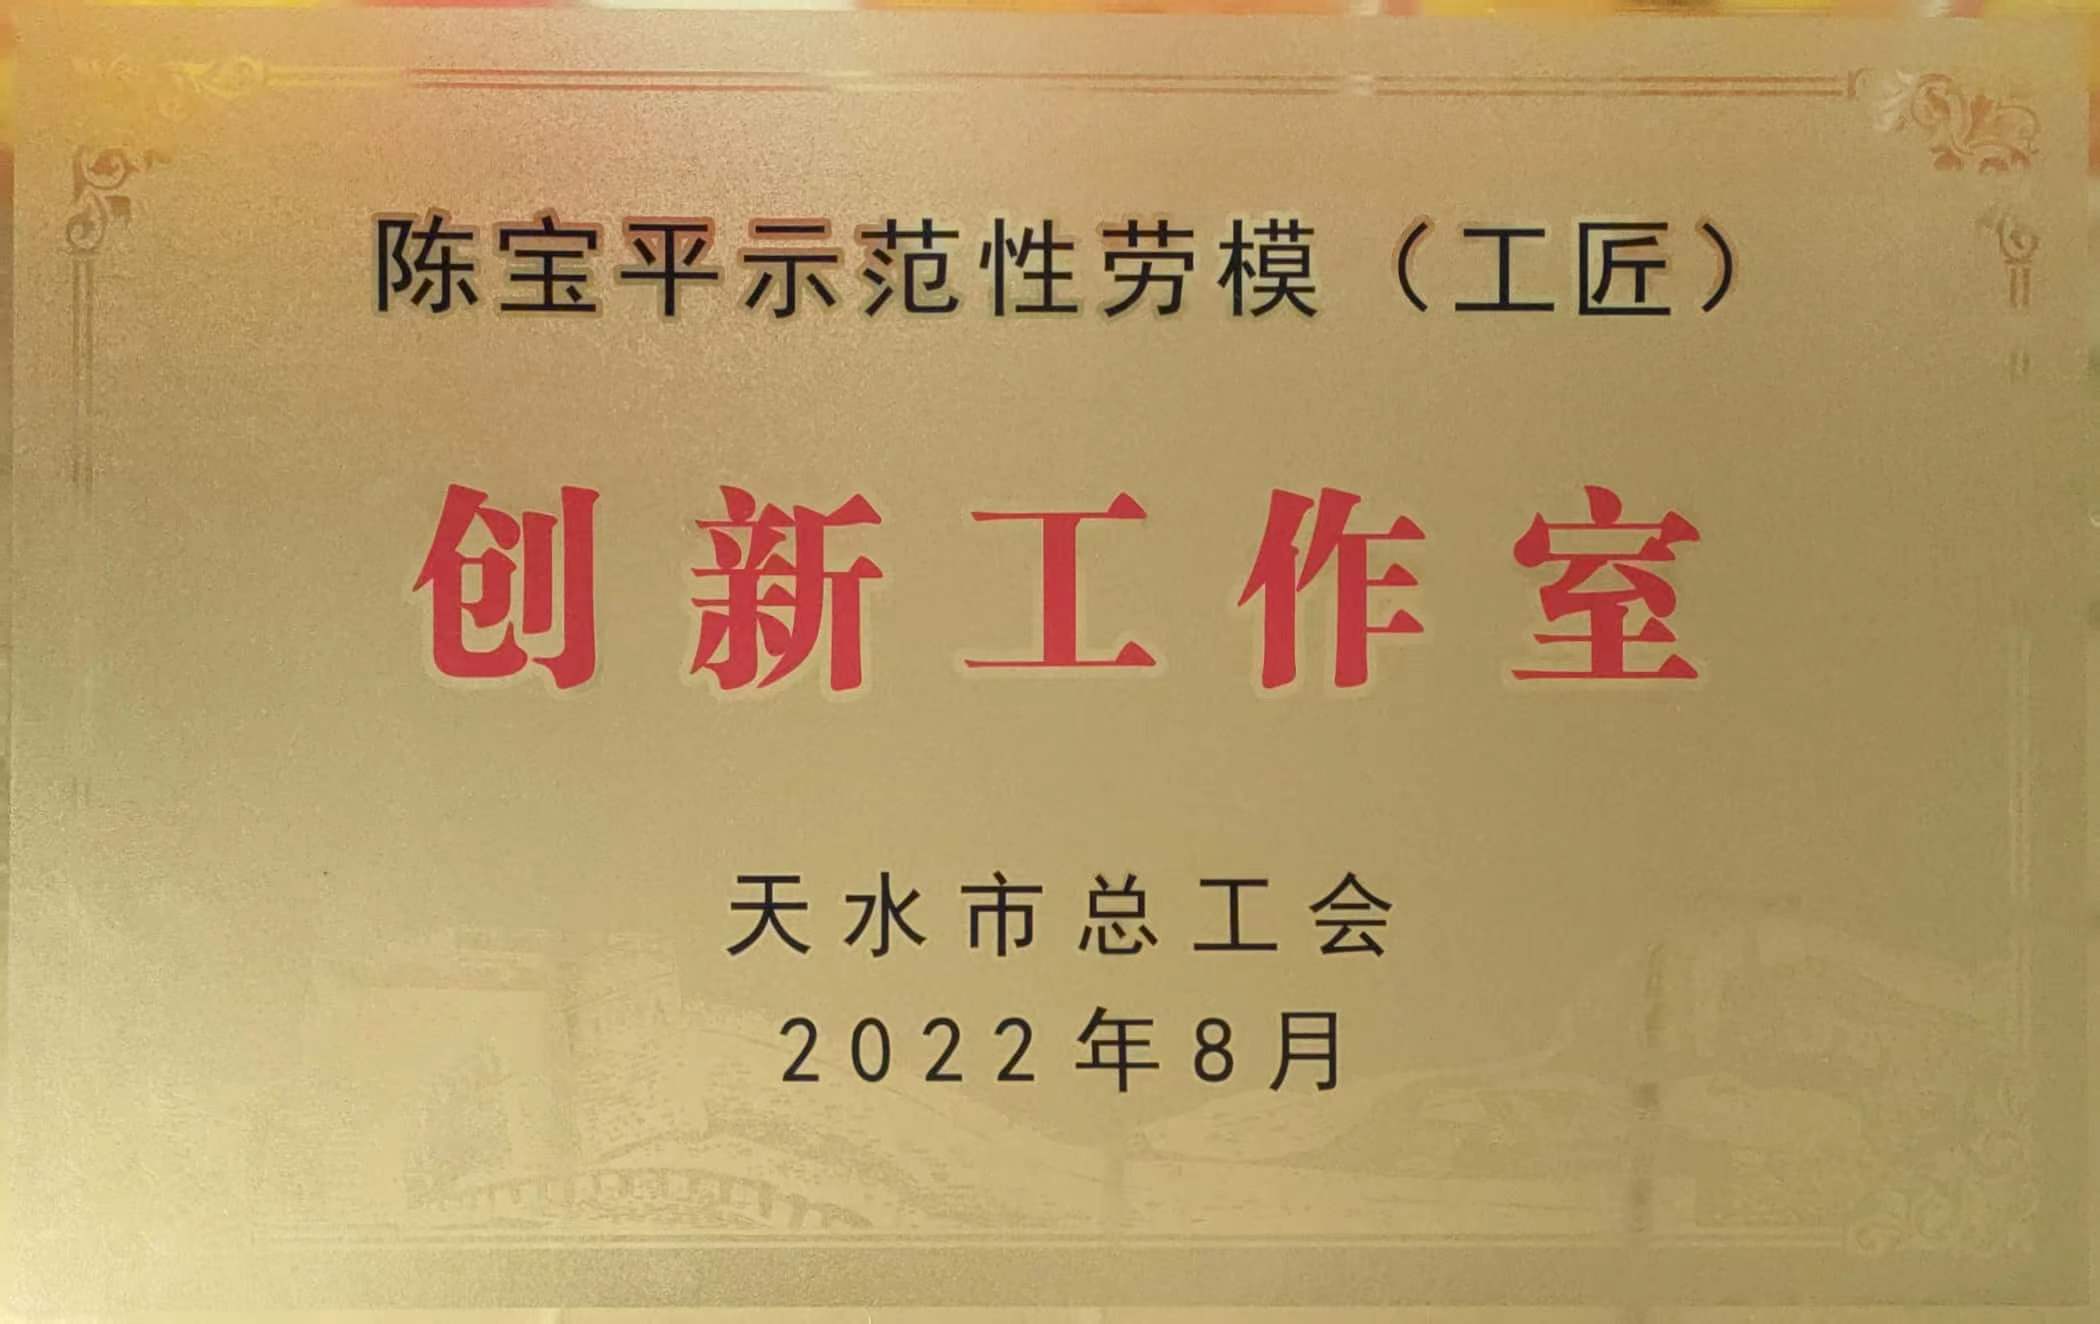 陈宝平示范性劳模（工匠）
创新工作室
天水市总工会
2022年8月